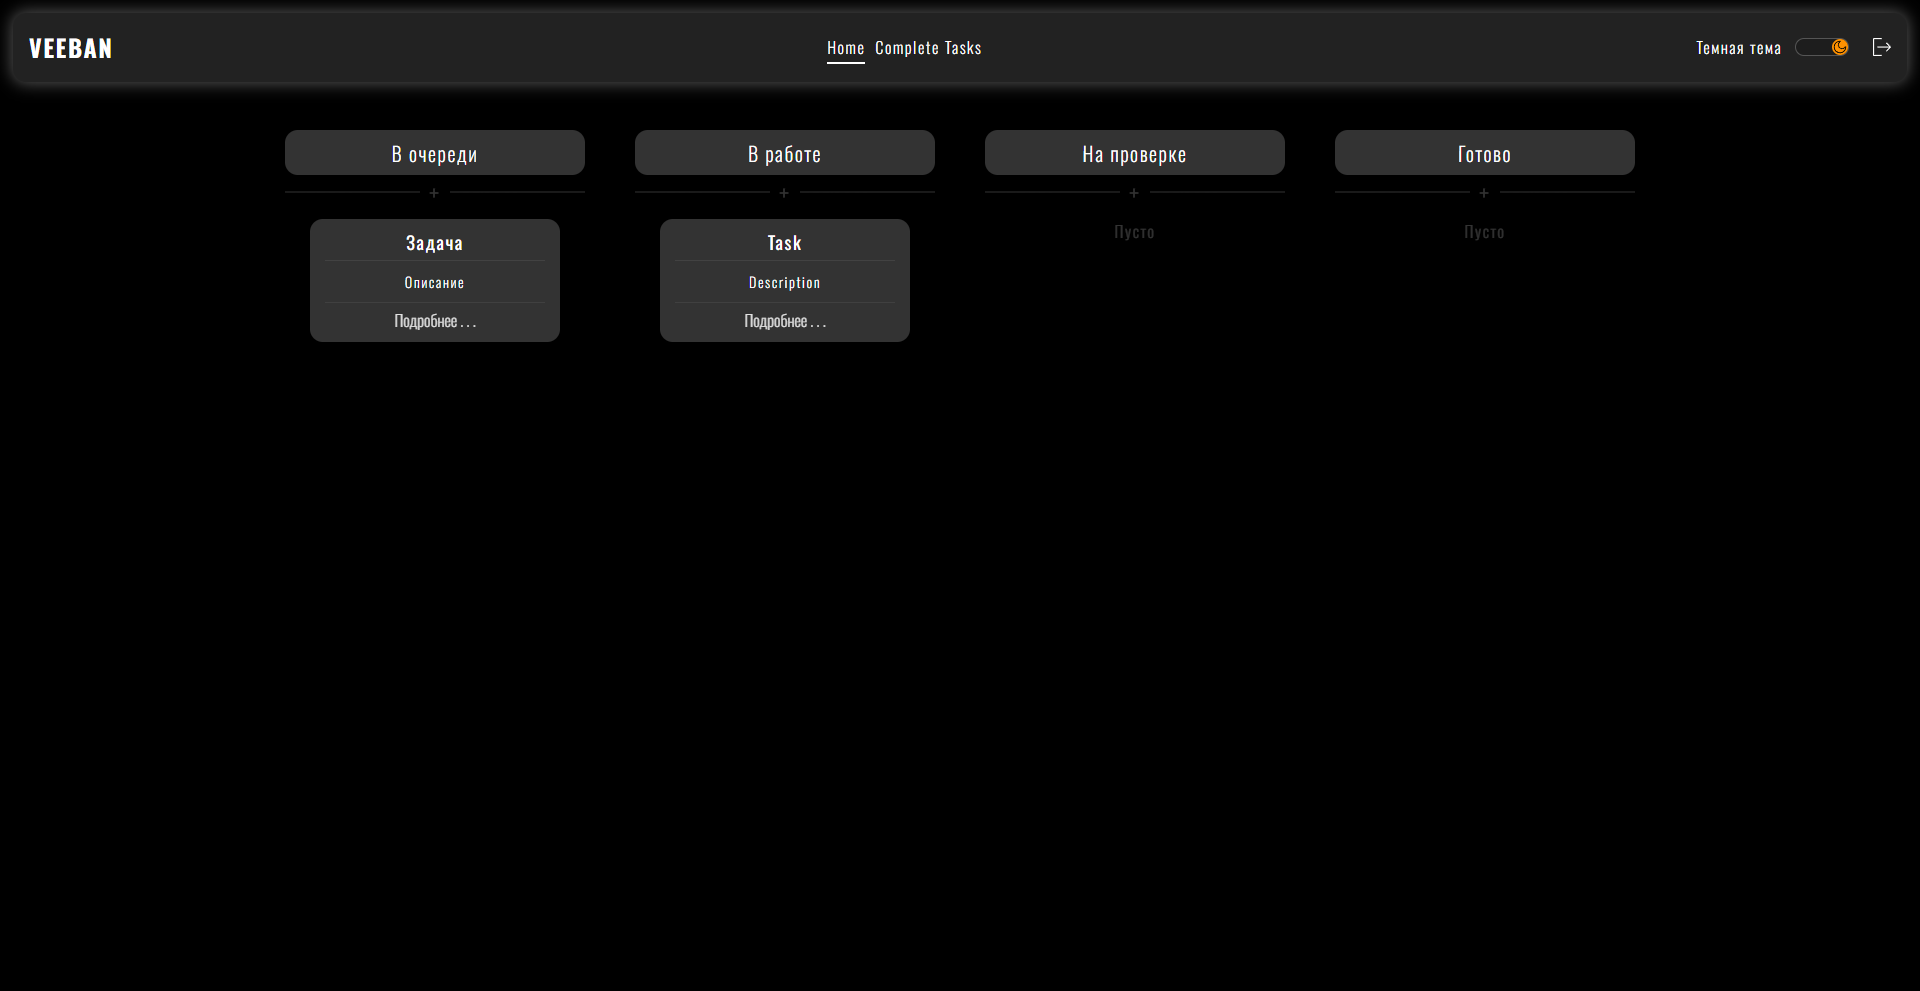 VEEBAN
Home Complete Tasks
Темная тема
В очереди
+
Задача
Описание
Подробнее . . .
В работе
+
Task
Description
Подробнее . . .
На проверке
+
Пусто
Готово
+
Пусто